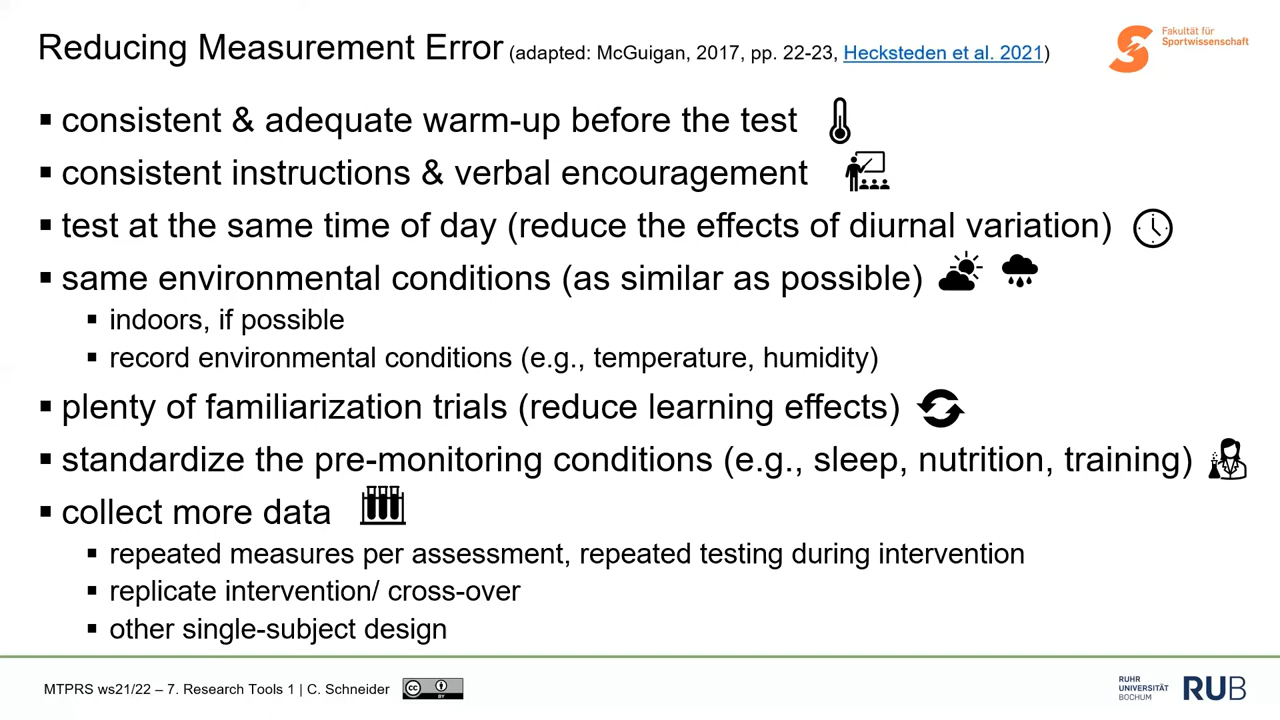 Reducing Measurement Error (adapted: McGuigan, 2017, pp. 22-23, Hecksteden et al. 2021)
Fakultät für
Sportwissenschaft
▪ consistent & adequate warm-up before the test
▪ consistent instructions & verbal encouragement
▪ test at the same time of day (reduce the effects of diurnal variation)
▪ same environmental conditions (as similar as possible)
▪ indoors, if possible
▪ record environmental conditions (e.g., temperature, humidity)
▪ plenty of familiarization trials (reduce learning effects)
▪ standardize the pre-monitoring conditions (e.g., sleep, nutrition, training)
▪ collect more data
▪ repeated measures per assessment, repeated testing during intervention
▪ replicate intervention/ cross-over
▪ other single-subject design
MTPRS ws21/22 – 7. Research Tools 1 | C. Schneider
cc
BY
RUHR
UNIVERSITÄT
BOCHUM
RUB